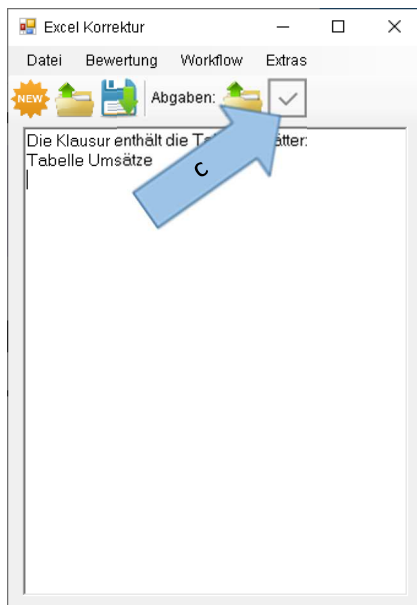 Excel Korrektur
Datei Bewertung Workflow Extras
NEW Abgaben:
Die Klausur enthält die
Tabelle Umsätze
C